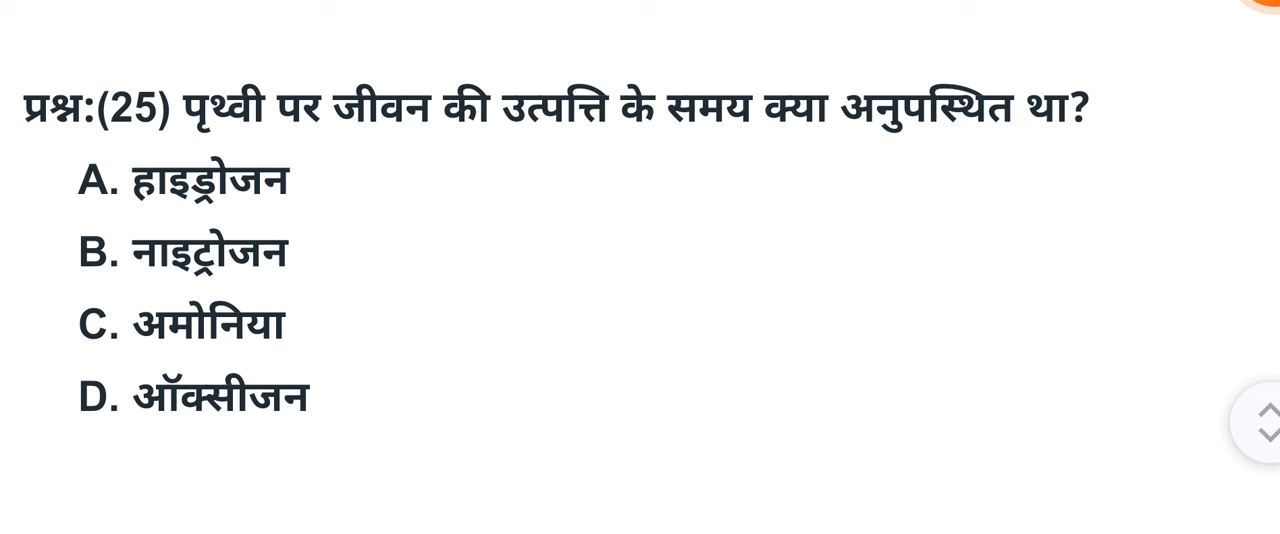 प्रश्न:(25) पृथ्वी पर जीवन की उत्पत्ति के समय क्या अनुपस्थित था?
A. हाइड्रोजन
B. नाइट्रोजन
C. अमोनिया
D. ऑक्सीजन